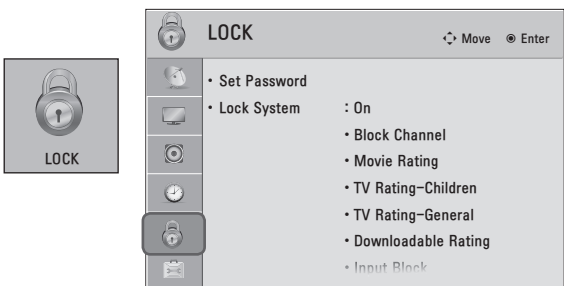 LOCK
LOCK
Move Enter
• Set Password
• Lock System : On
• Block Channel
• Movie Rating
• TV Rating-Children
• TV Rating-General
• Downloadable Rating
• Input Block